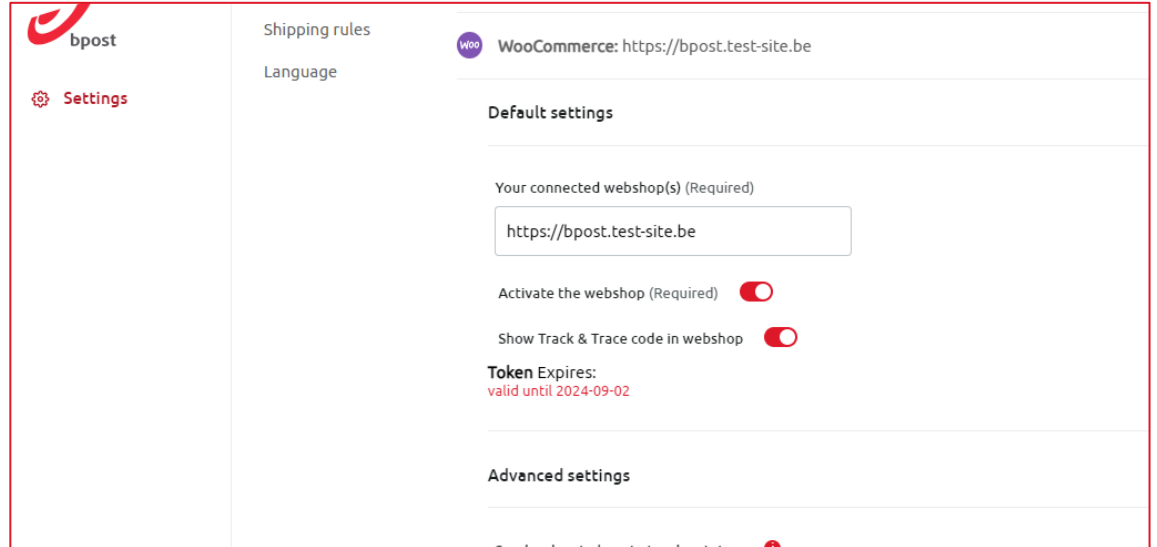 bpost
Settings
Shipping rules
Language
Woo WooCommerce: https://bpost.test-site.be
Default settings
Your connected webshop(s) (Required)
https://bpost.test-site.be
Activate the webshop (Required)
Show Track & Trace code in webshop
Token Expires:
valid until 2024-09-02
Advanced settings